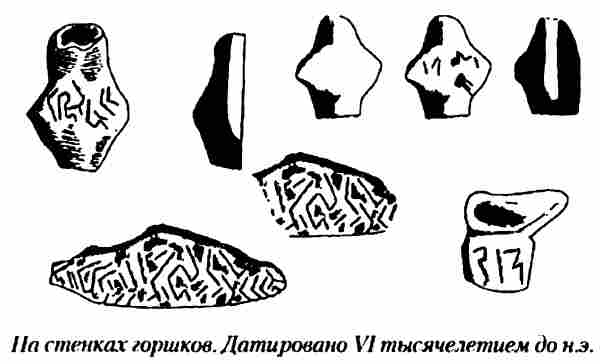 На стенках горшков. Датировано VI тысячелетием до н.э.